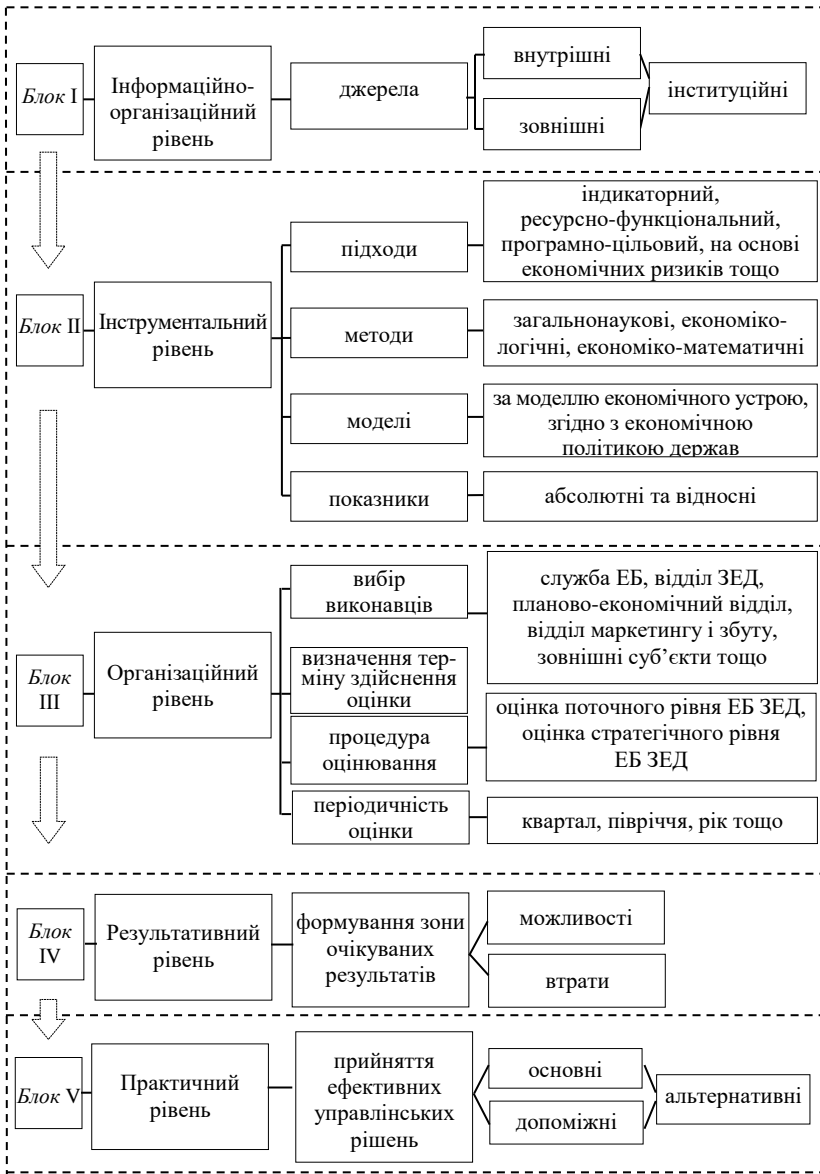 Блок I
Інформаційно-
організаційний
рівень
джерела
внутрішні
зовнішні
інституційні
Блок II
Інструментальний
рівень
підходи
індикаторний,
ресурсно-функціональний,
програмно-цільовий, на основі
економічних ризиків тощо
методи
загальнонаукові, економіко-
логічні, економіко-математичні
моделі
за моделлю економічного устрою,
згідно з економічною
політикою держав
показники
абсолютні та відносні
Блок
III
Організаційний
рівень
вибір
виконавців
служба ЕБ, відділ ЗЕД,
планово-економічний відділ,
відділ маркетингу і збуту,
зовнішні суб’єкти тощо
визначення тер-
міну здійснення
оцінки
процедура
оцінювання
оцінка поточного рівня ЕБ ЗЕД,
оцінка стратегічного рівня
ЕБ ЗЕД
періодичність
оцінки
квартал, півріччя, рік тощо
Блок
IV
Результативний
рівень
формування зони
очікуваних
результатів
можливості
втрати
Блок V
Практичний
рівень
прийняття
ефективних
управлінських
рішень
основні
допоміжні
альтернативні